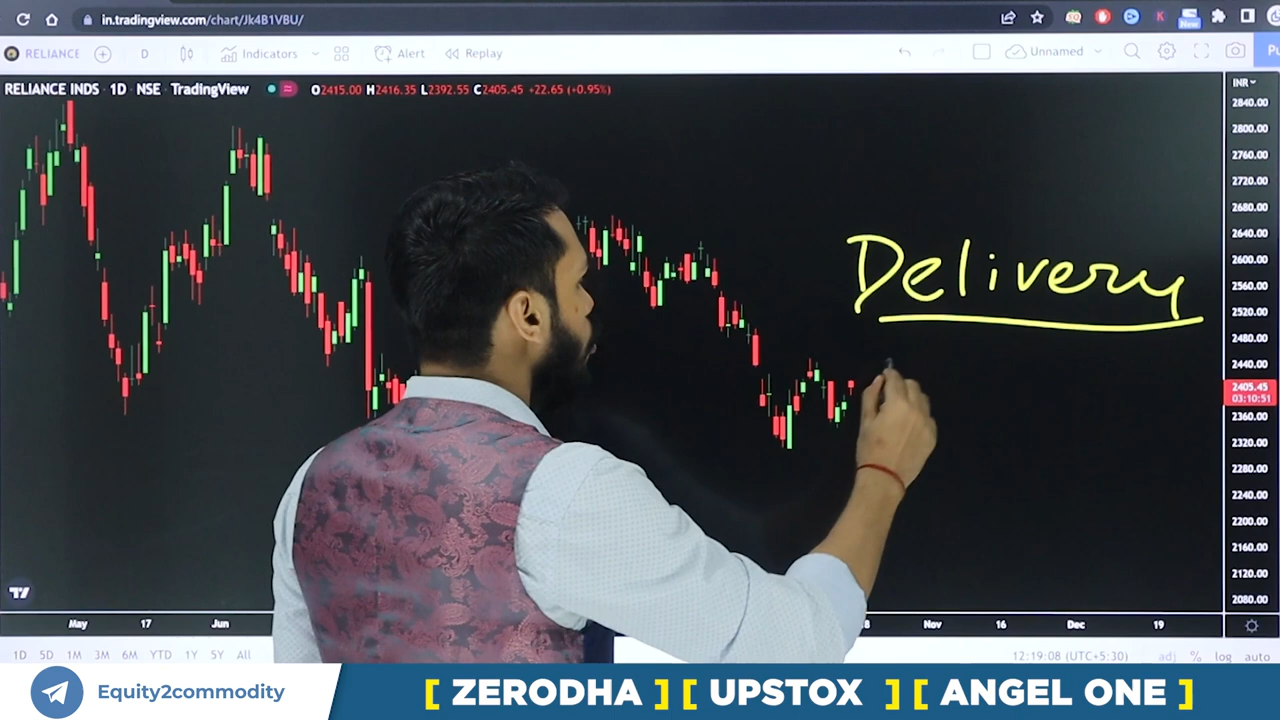 in.tradingview.com/chart/Jk4B1VBU/
New
RELIANCE D Indicators Alert Replay Unnamed Pu
RELIANCE INDS 1D NSE TradingView O2415.00 H2416.35 L2392.55 C2405.45 +22.65 (+0.95%)
INR
2840.00
2800.00
2760.00
2720.00
2680.00
2640.00
2600.00
2560.00
2520.00
2480.00
2440.00
2405.45
03:10:51
2360.00
2320.00
2280.00
2240.00
2200.00
2160.00
2120.00
2080.00
Delivery
May 17 Jun Nov 16 Dec 19
1D 5D 1M 3M 6M YTD 1Y 5Y All 12:19:08 (UTC+5:30) adj % log auto
Equity2commodity
[ ZERODHA ] [ UPSTOX ] [ ANGEL ONE ]